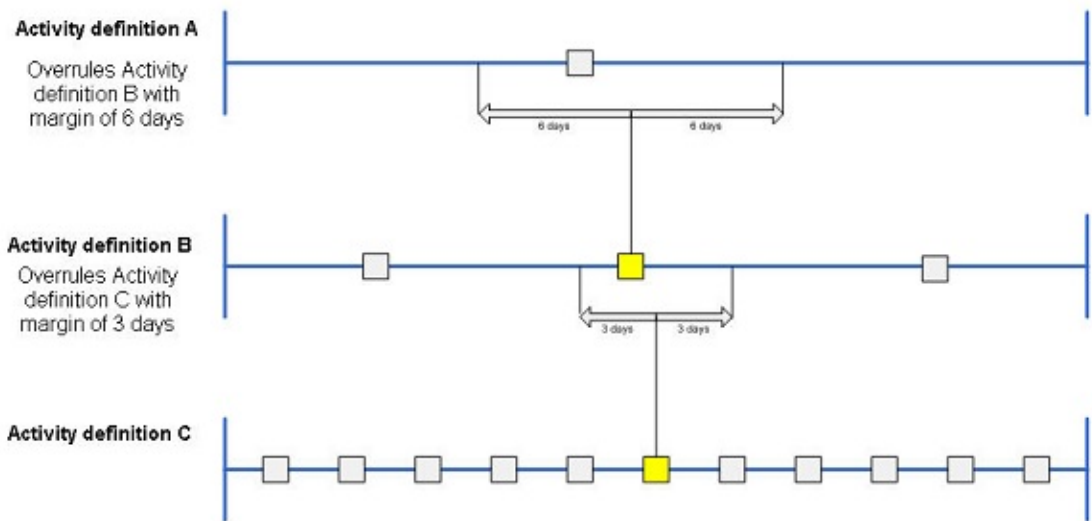 Activity definition A
Overrules Activity
definition B with
margin of 6 days
6 days
6 days
Activity definition B
Overrules Activity
definition C with
margin of 3 days
3 days
3 days
Activity definition C